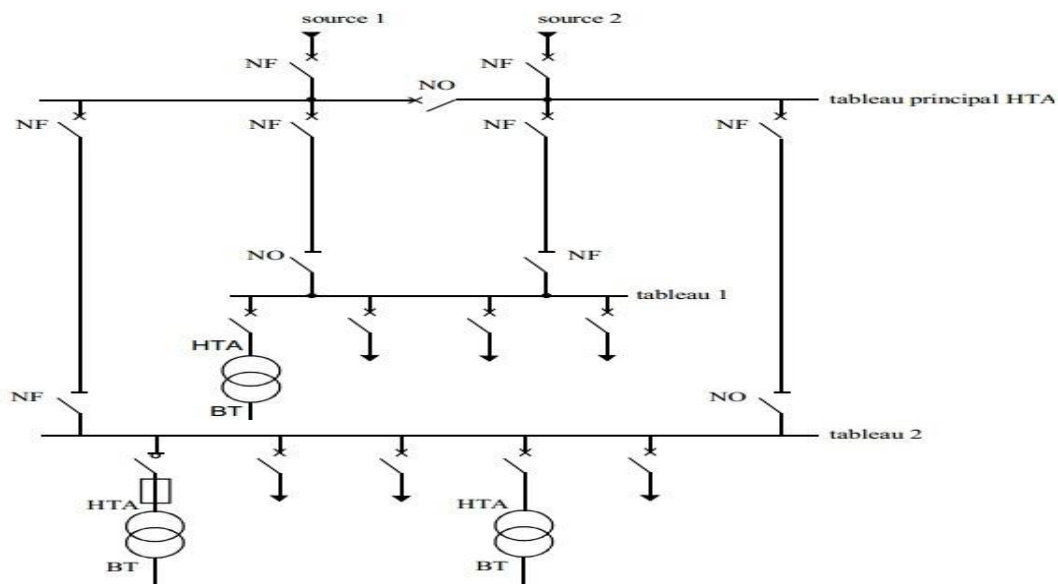 source 1
source 2
NF
NF
NO
tableau principal HTA
NF
NF
NF
NF
NO
NF
tableau 1
HTA
BT
NF
NO
tableau 2
HTA
BT
HTA
BT